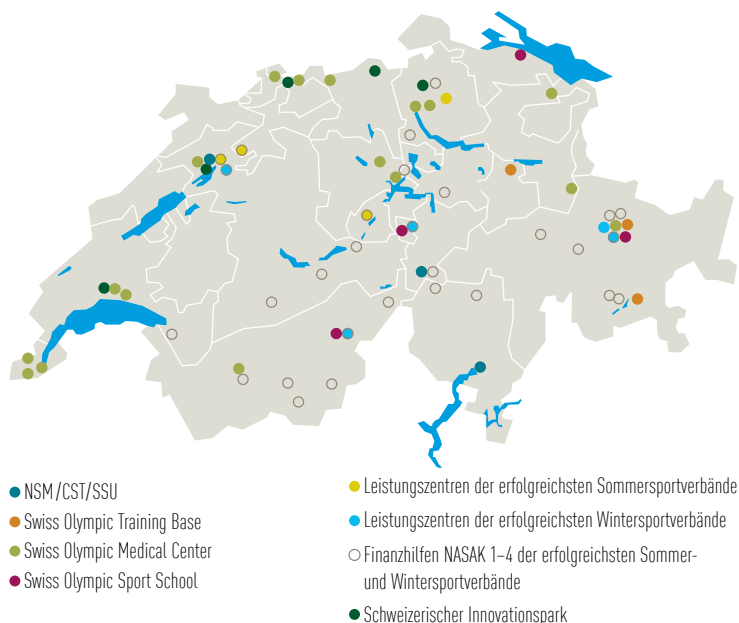 NSM/CST/SSU
Swiss Olympic Training Base
Swiss Olympic Medical Center
Swiss Olympic Sport School
Leistungszentren der erfolgreichsten Sommersportverbände
Leistungszentren der erfolgreichsten Wintersportverbände
Finanzhilfen NASAK 1–4 der erfolgreichsten Sommer-
und Wintersportverbände
Schweizerischer Innovationspark